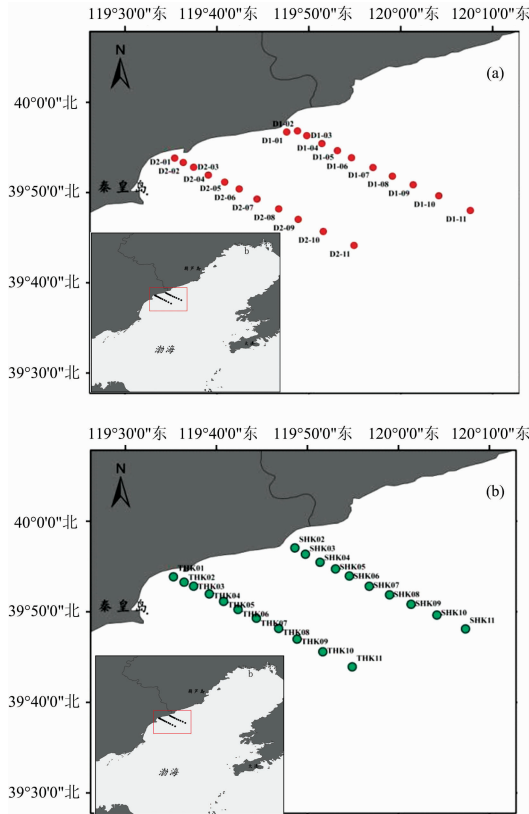 119°30'0"东 119°40'0"东 119°50'0"东 120°0'0"东 120°10'0"东
N
(a)
40°0'0"北
D1-02
D1-01
D1-03
D1-04
D1-05
D1-06
D1-07
D1-08
D1-09
D1-10
D1-11
D2-01
D2-02
D2-03
D2-04
D2-05
D2-06
D2-07
D2-08
D2-09
D2-10
D2-11
秦皇岛
39°50'0"北
b
39°40'0"北
渤海
39°30'0"北
119°30'0"东 119°40'0"东 119°50'0"东 120°0'0"东 120°10'0"东
N
(b)
40°0'0"北
SHK02
SHK03
SHK04
SHK05
SHK06
SHK07
SHK08
SHK09
SHK10
SHK11
THK01
THK02
THK03
THK04
THK05
THK06
THK07
THK08
THK09
THK10
THK11
秦皇岛
39°50'0"北
b
39°40'0"北
渤海
39°30'0"北